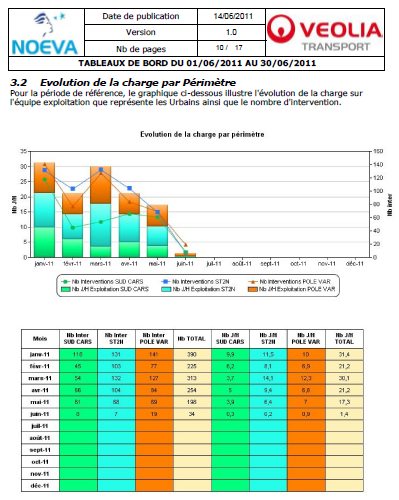 NOEVA
Date de publication 14/06/2011
Version 1.0
Nb de pages 10 / 17
VEOLIA
TRANSPORT
TABLEAUX DE BORD DU 01/06/2011 AU 30/06/2011
3.2 Evolution de la charge par Périmètre
Pour la période de référence, le graphique ci-dessous illustre l'évolution de la charge sur
l'équipe exploitation que représente les Urbains ainsi que le nombre d'intervention.
Evolution de la charge par périmètre
Nb J/H
35
30
25
20
15
10
5
0
160
140
120
100
80
60
40
20
0
Nb inter
janv.-11 févr.-11 mars-11 avr.-11 mai-11 juin-11 juil.-11 août-11 sept.-11 oct.-11 nov.-11 déc.-11
Nb Interventions SUD CARS Nb Interventions ST2N Nb Interventions POLE VAR
Nb J/H Exploitation SUD CARS Nb J/H Exploitation ST2N Nb J/H Exploitation POLE VAR
Mois Nb Inter SUD CARS Nb Inter ST2N Nb Inter POLE VAR Nb TOTAL Nb J/H SUD CARS Nb J/H ST2N Nb J/H POLE VAR Nb J/H TOTAL
janv-11 118 131 141 390 9,9 11,5 10 31,4
févr-11 45 103 77 225 6,2 8,1 6,9 21,2
mars-11 54 132 127 313 3,7 14,1 12,3 30,1
avr-11 66 104 84 254 5 9,4 6,8 21,2
mai-11 61 68 69 198 3,9 6,4 7 17,3
juin-11 8 7 19 34 0,3 0,2 0,9 1,4
juil-11
août-11
sept-11
oct-11
nov-11
déc-11